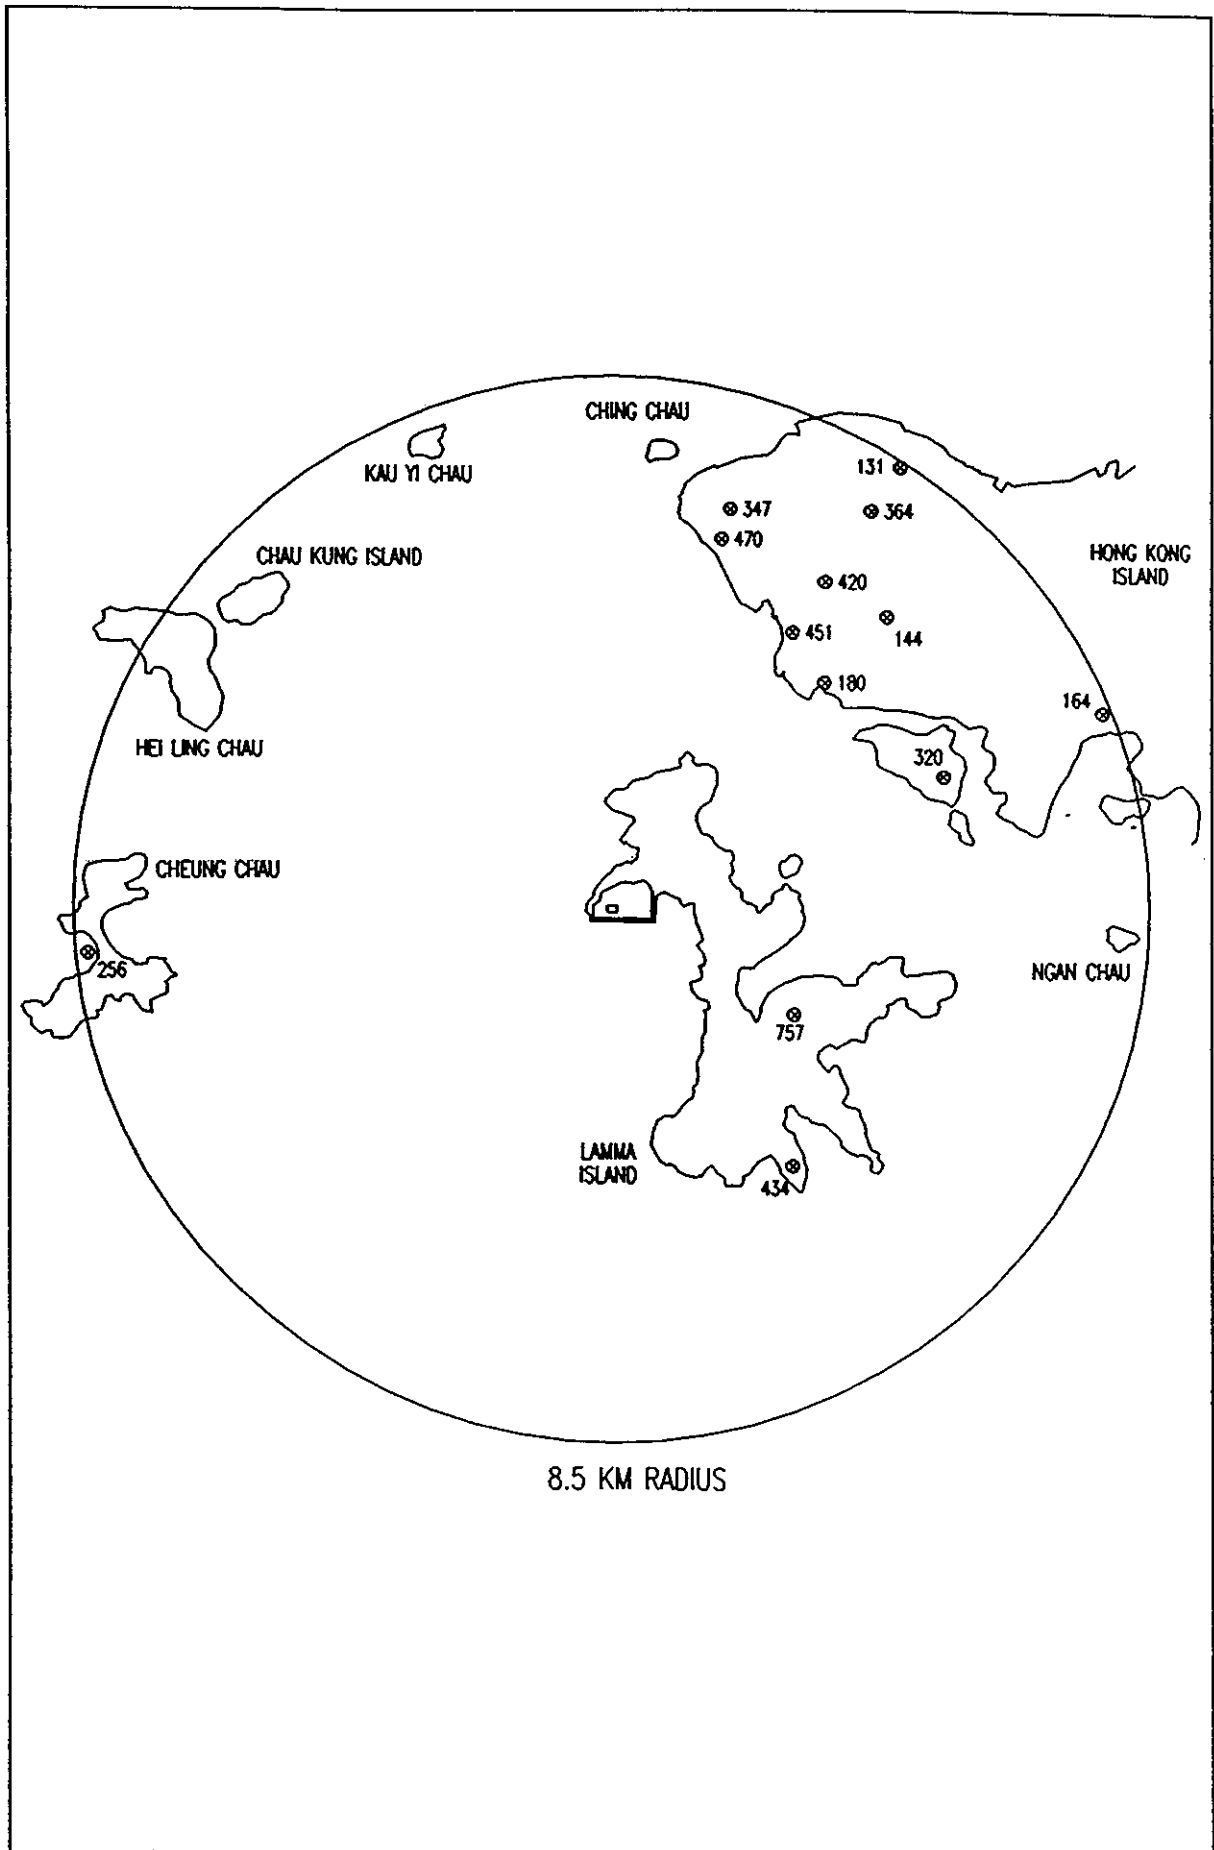 CHING CHAU
KAU YI CHAU
131
347
364
470
CHAU KUNG ISLAND
HONG KONG
ISLAND
420
451
144
180
164
HEI LING CHAU
320
CHEUNG CHAU
256
NGAN CHAU
757
LAMMA
ISLAND
434
8.5 KM RADIUS